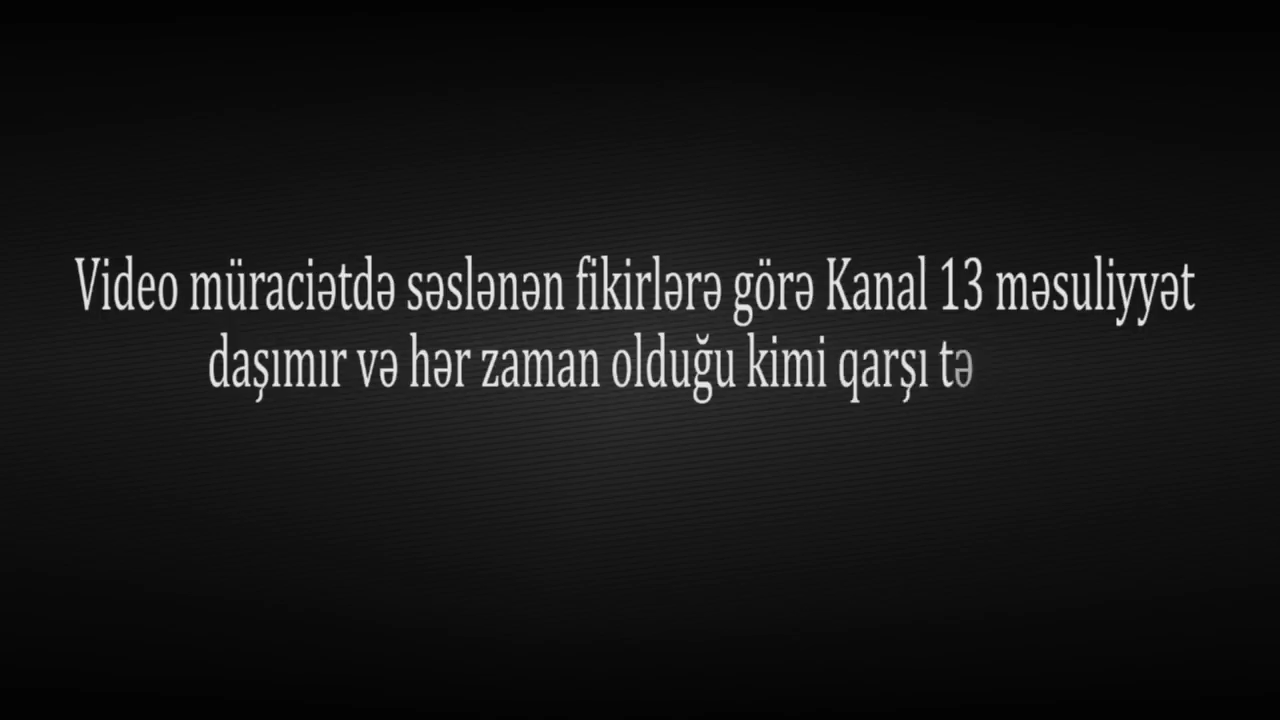 Video müraciətdə səslənən fikirlərə görə Kanal 13 məsuliyyət
daşımır və hər zaman olduğu kimi qarşı tə